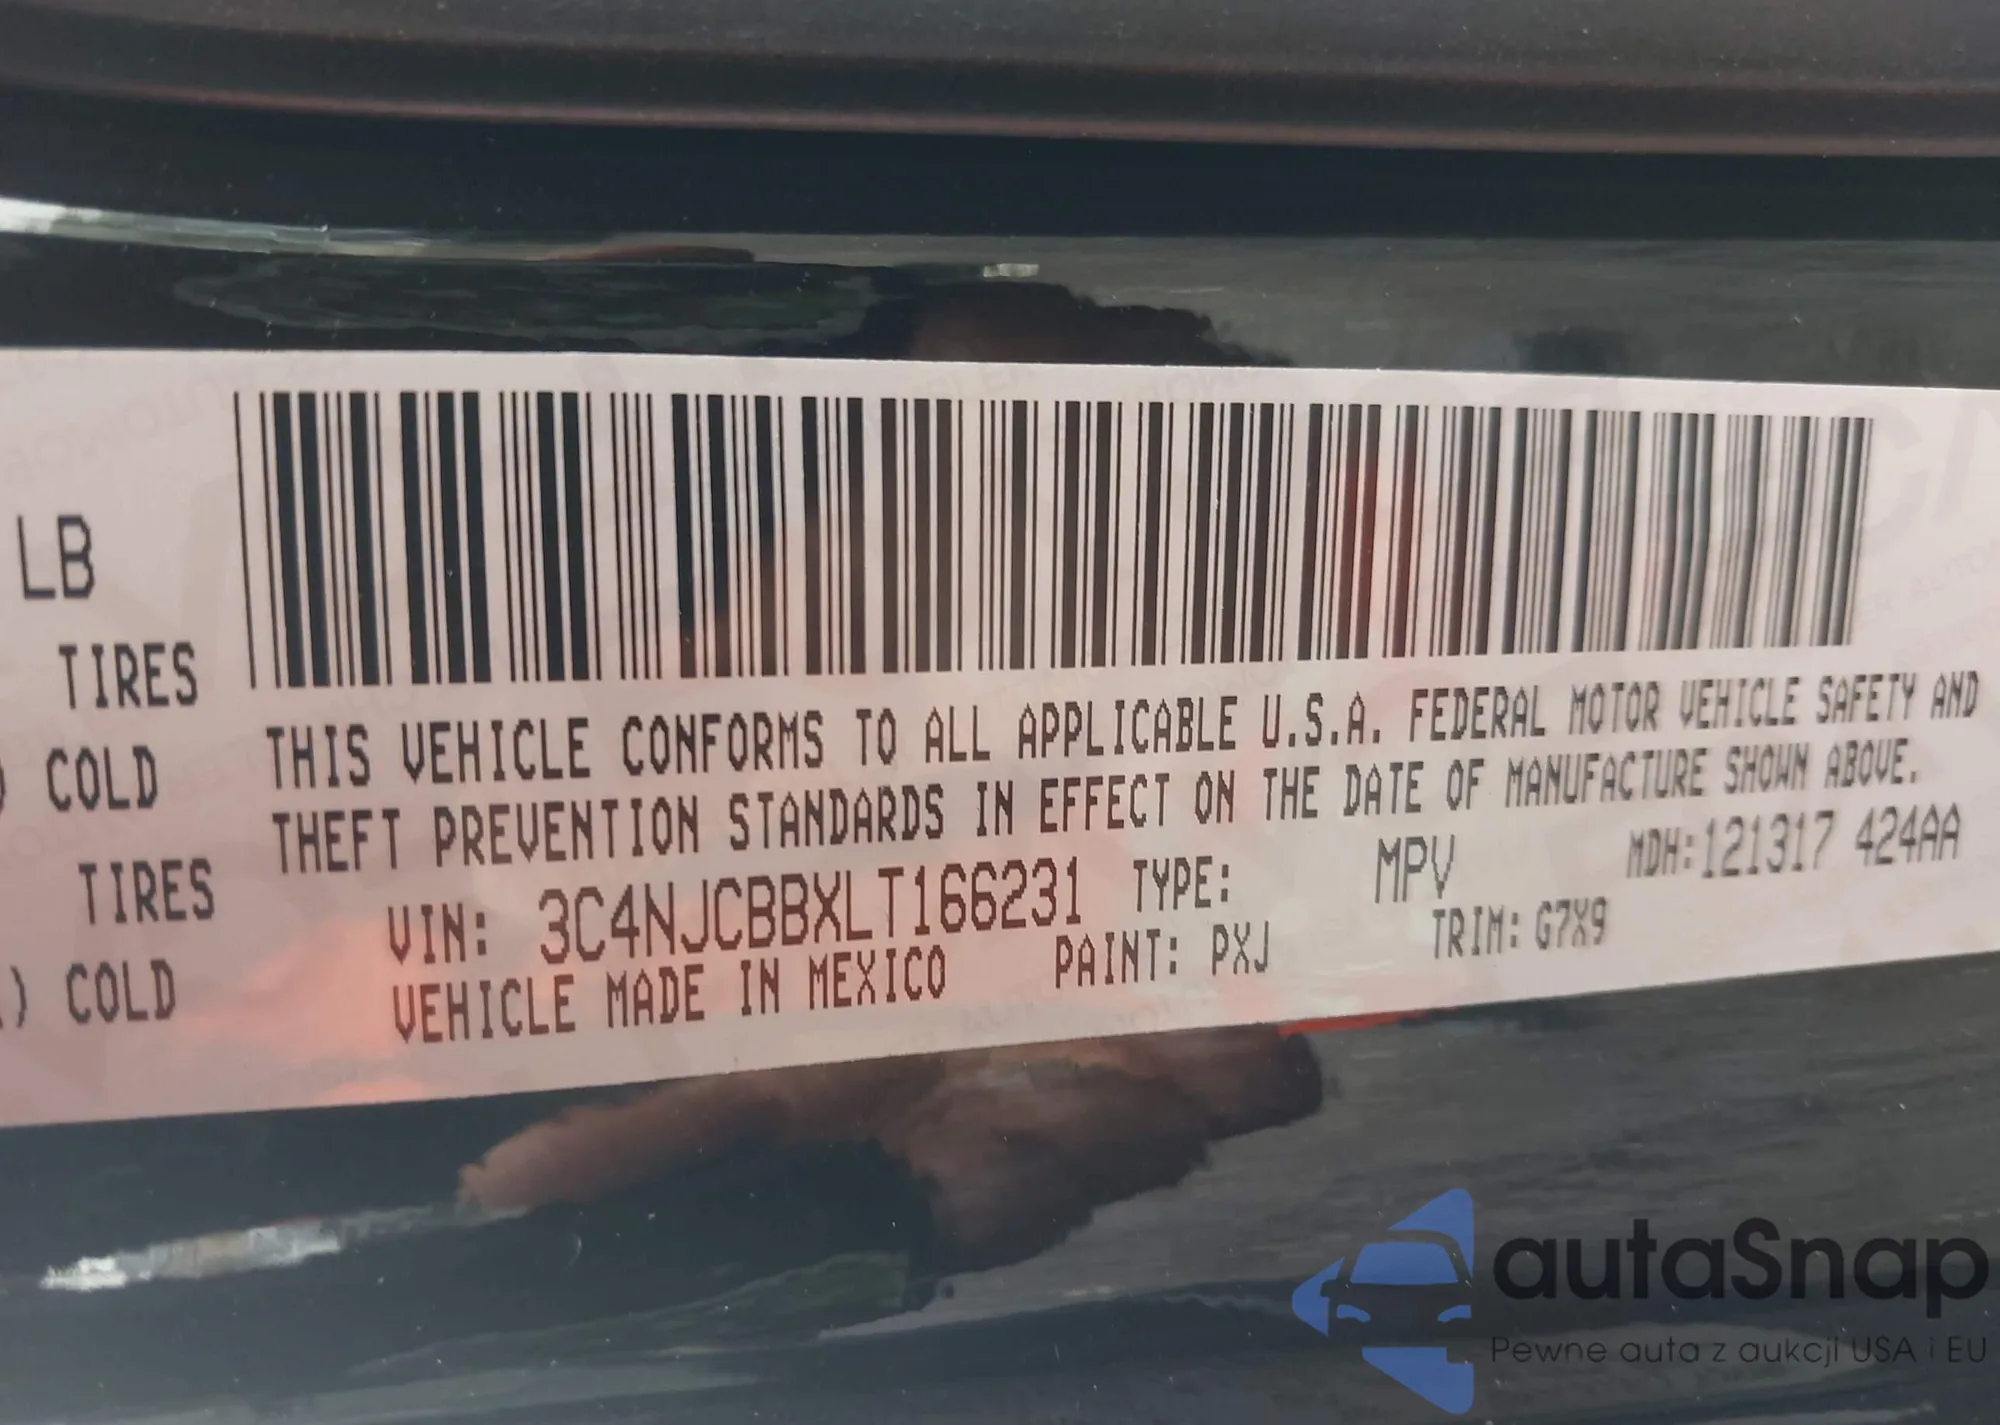 LB
TIRES
COLD
TIRES
) COLD
THIS VEHICLE CONFORMS TO ALL APPLICABLE U.S.A. FEDERAL MOTOR VEHICLE SAFETY AND
THEFT PREVENTION STANDARDS IN EFFECT ON THE DATE OF MANUFACTURE SHOWN ABOVE.
VIN: 3C4NJCBBXLT166231 TYPE: MPV MDH:121317 424AA
VEHICLE MADE IN MEXICO PAINT: PXJ TRIM: G7X9
autaSnap
Pewne auta z aukcji USA i EU